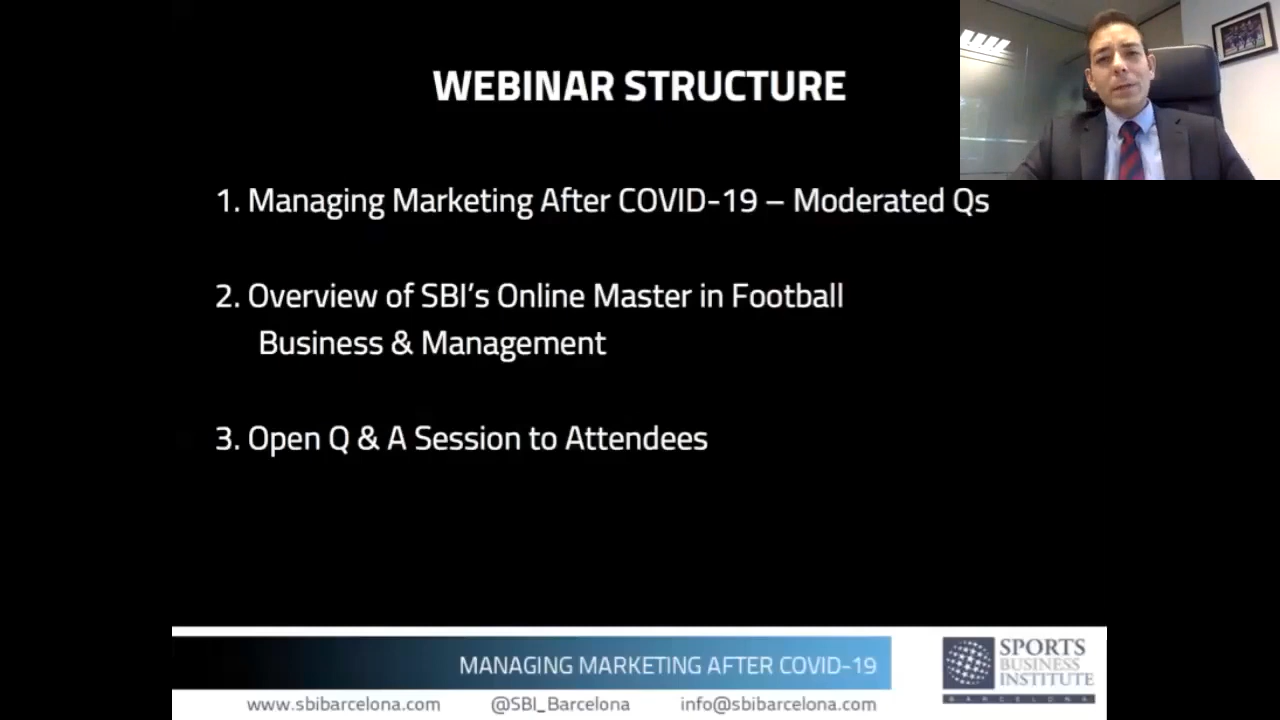 WEBINAR STRUCTURE
1. Managing Marketing After COVID-19 – Moderated Qs
2. Overview of SBI's Online Master in Football
Business & Management
3. Open Q & A Session to Attendees
MANAGING MARKETING AFTER COVID-19
www.sbibarcelona.com @SBI_Barcelona info@sbibarcelona.com
SPORTS
BUSINESS
INSTITUTE
BARCELONA